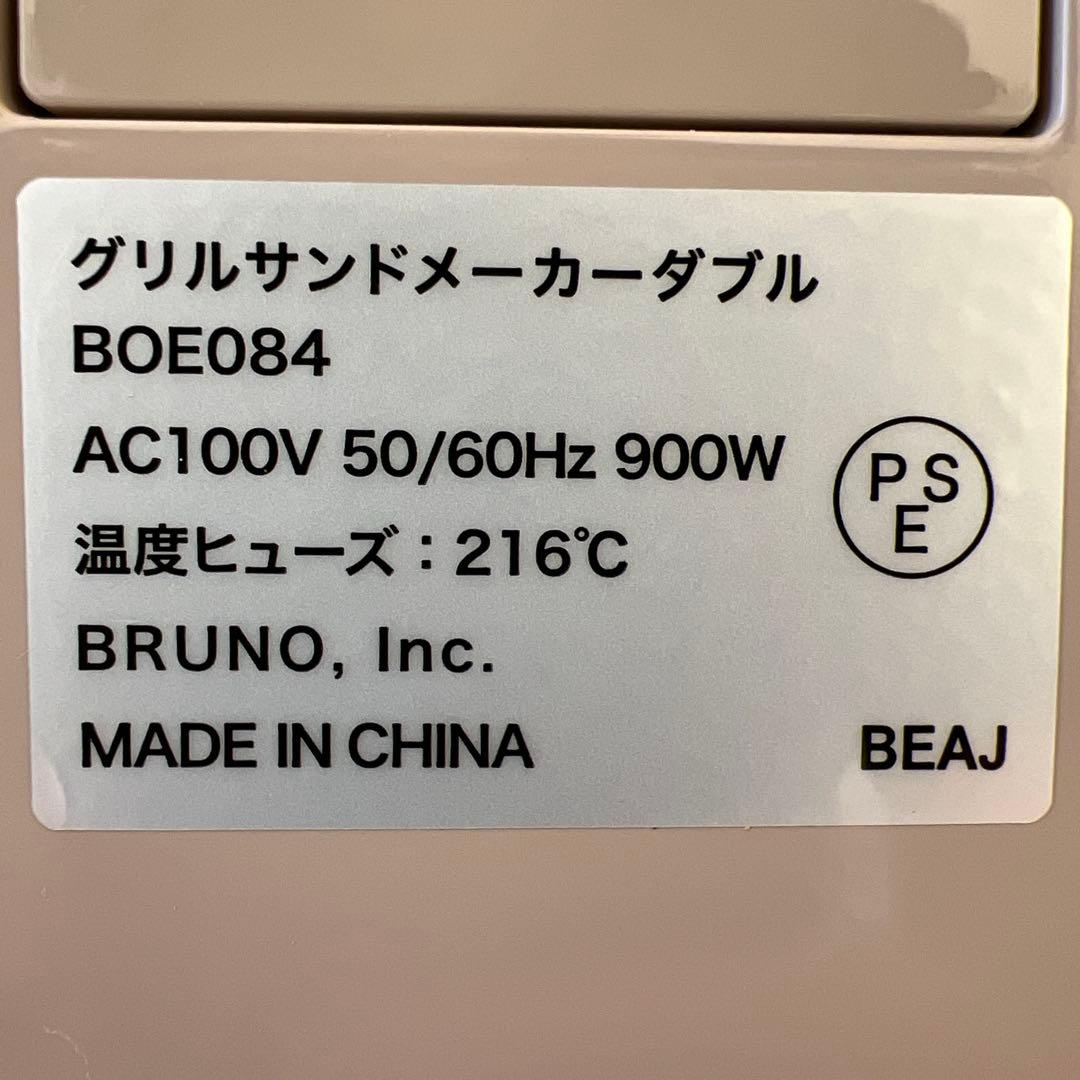 グリルサンドメーカーダブル
BOE084
AC100V 50/60Hz 900W
PSE
温度ヒューズ：216℃
BRUNO, Inc.
MADE IN CHINA
BEAJ